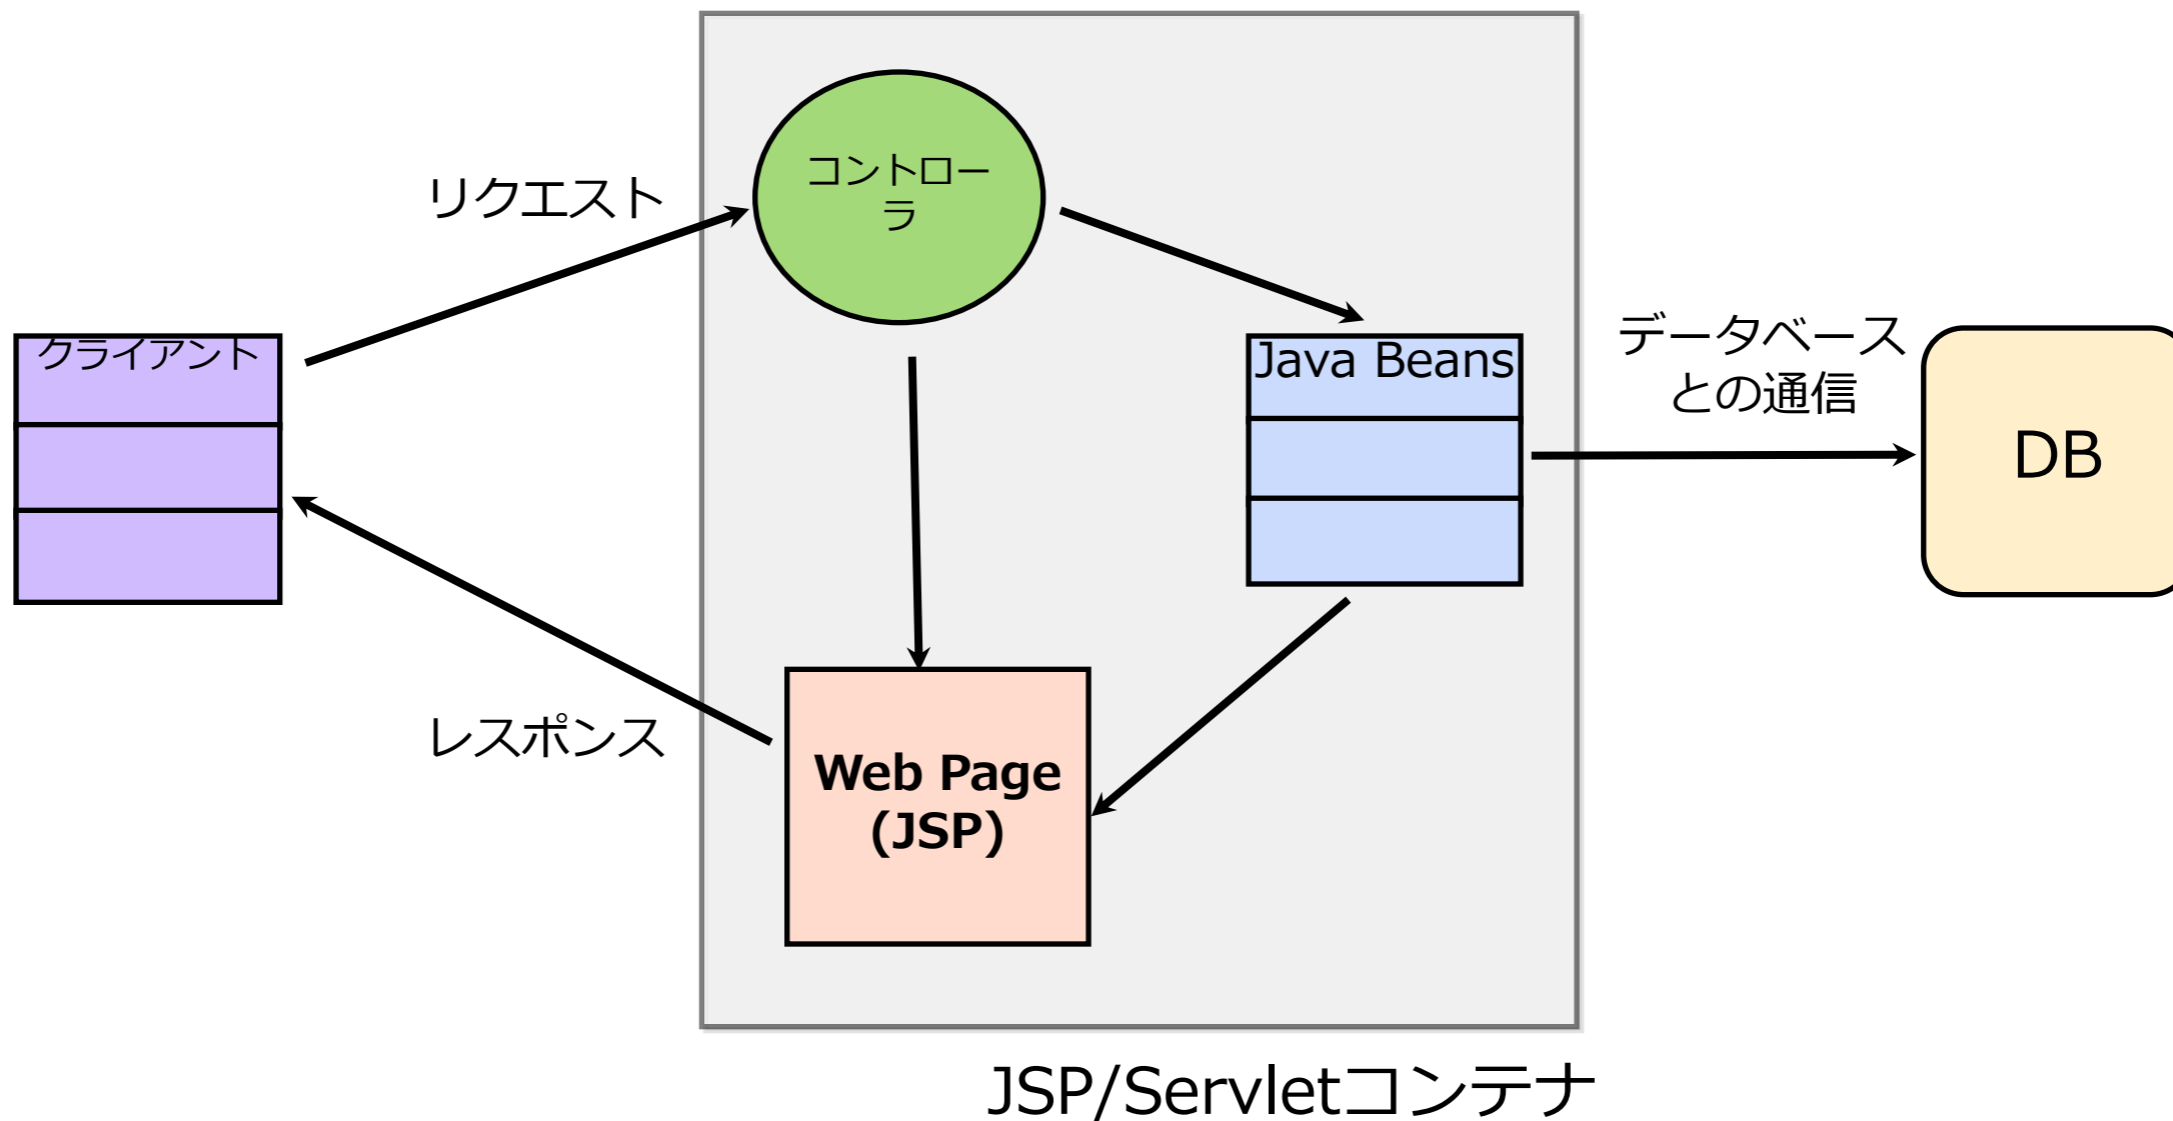 コントロー
ラ
リクエスト
クライアント
Java Beans
データベース
との通信
DB
レスポンス
Web Page
(JSP)
JSP/Servletコンテナ